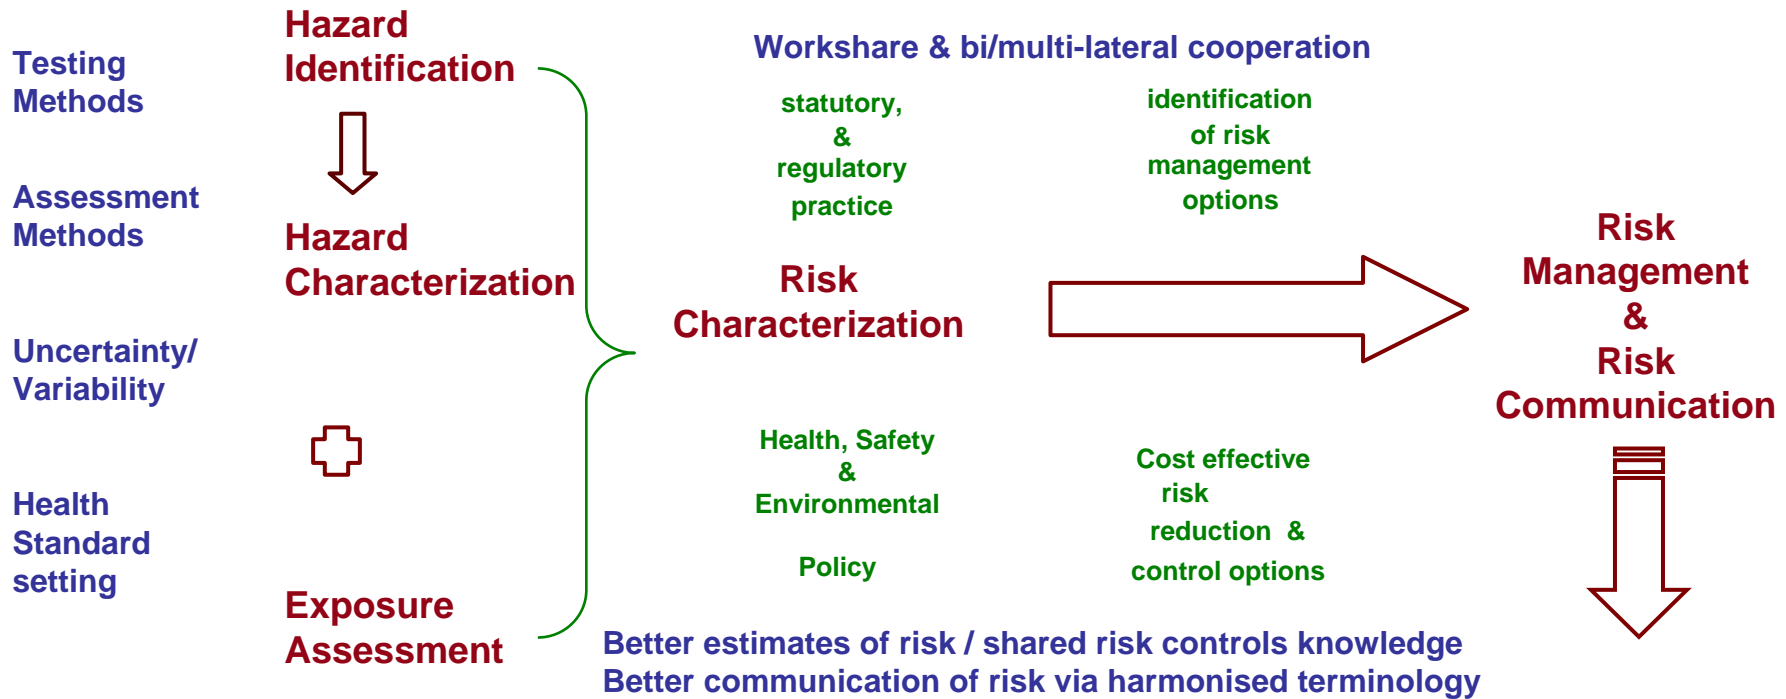 Testing
Methods
Assessment
Methods
Uncertainty/
Variability
Health
Standard
setting
Hazard
Identification
Hazard
Characterization
Exposure
Assessment
Workshare & bi/multi-lateral cooperation
statutory,
&
regulatory
practice
identification
of risk
management
options
Risk
Characterization
Health, Safety
&
Environmental
Policy
Cost effective
risk
reduction &
control options
Better estimates of risk / shared risk controls knowledge
Better communication of risk via harmonised terminology
Risk
Management
&
Risk
Communication